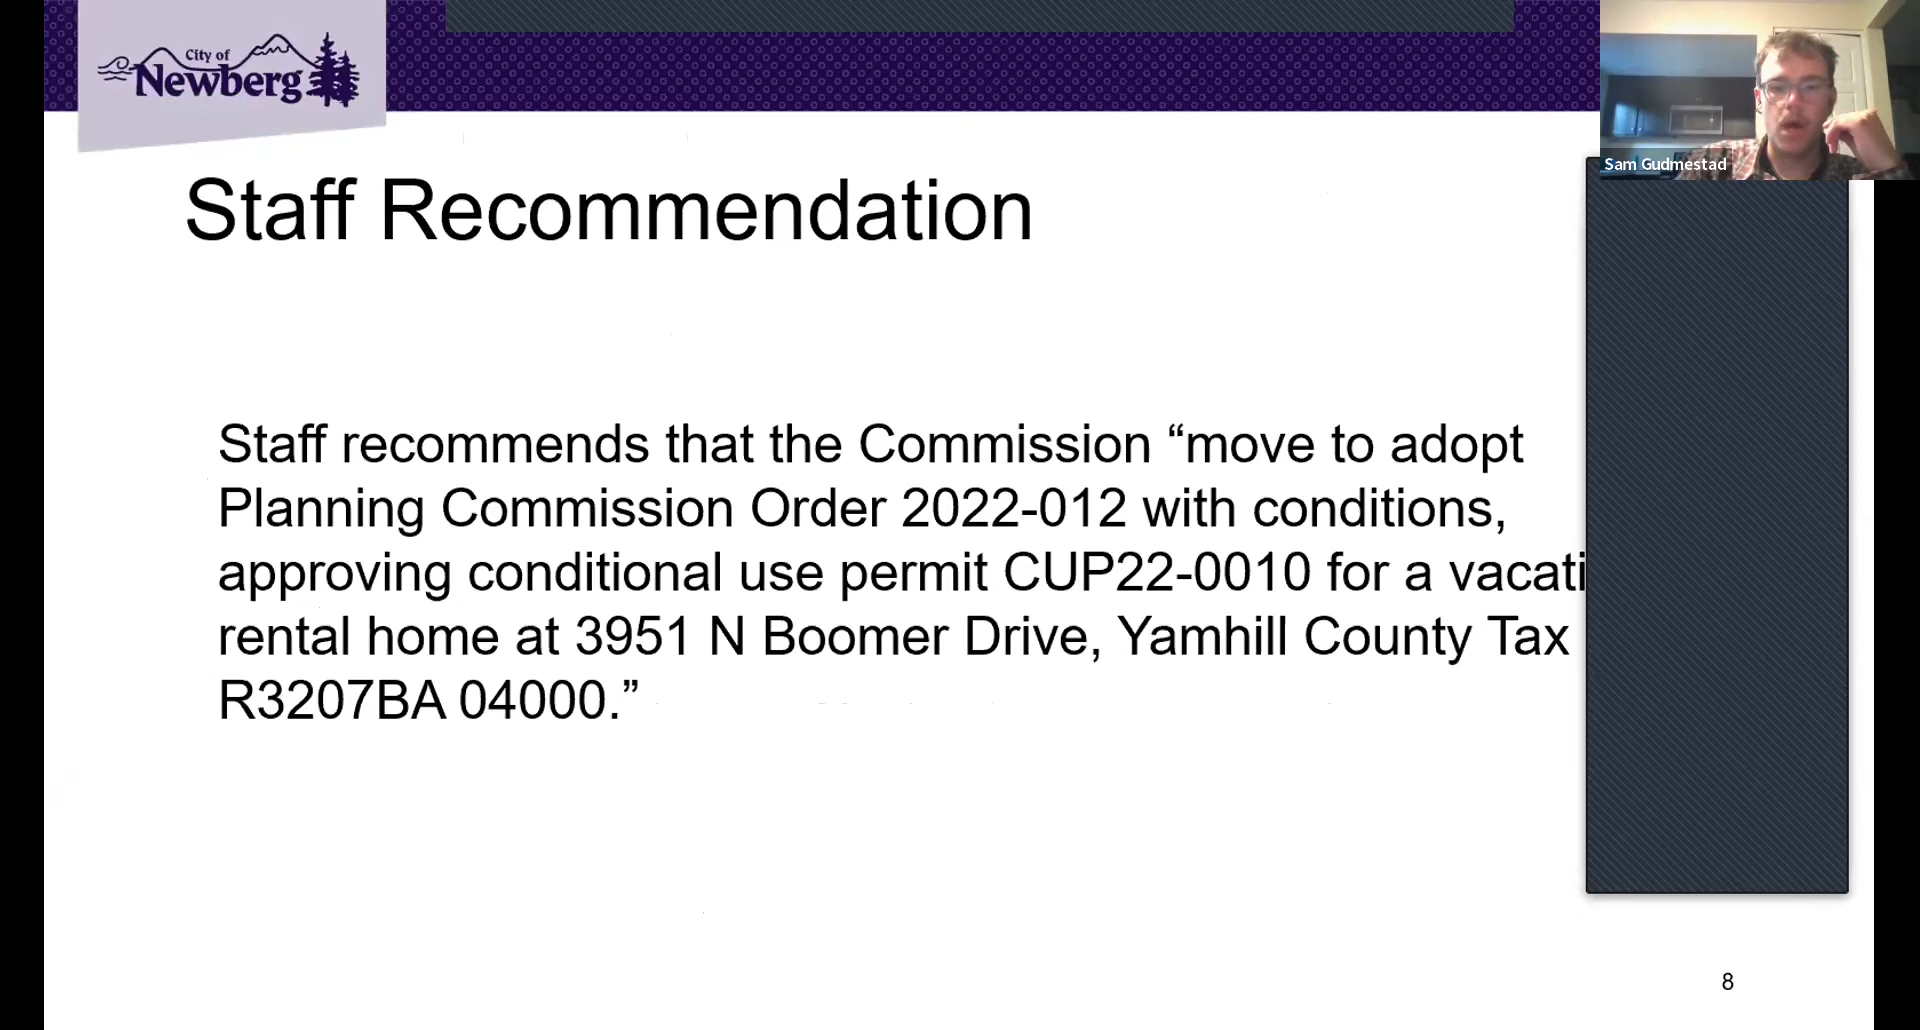 City of
Newberg
Sam Gudmestad
Staff Recommendation
Staff recommends that the Commission “move to adopt
Planning Commission Order 2022-012 with conditions,
approving conditional use permit CUP22-0010 for a vacati
rental home at 3951 N Boomer Drive, Yamhill County Tax
R3207BA 04000.”
8